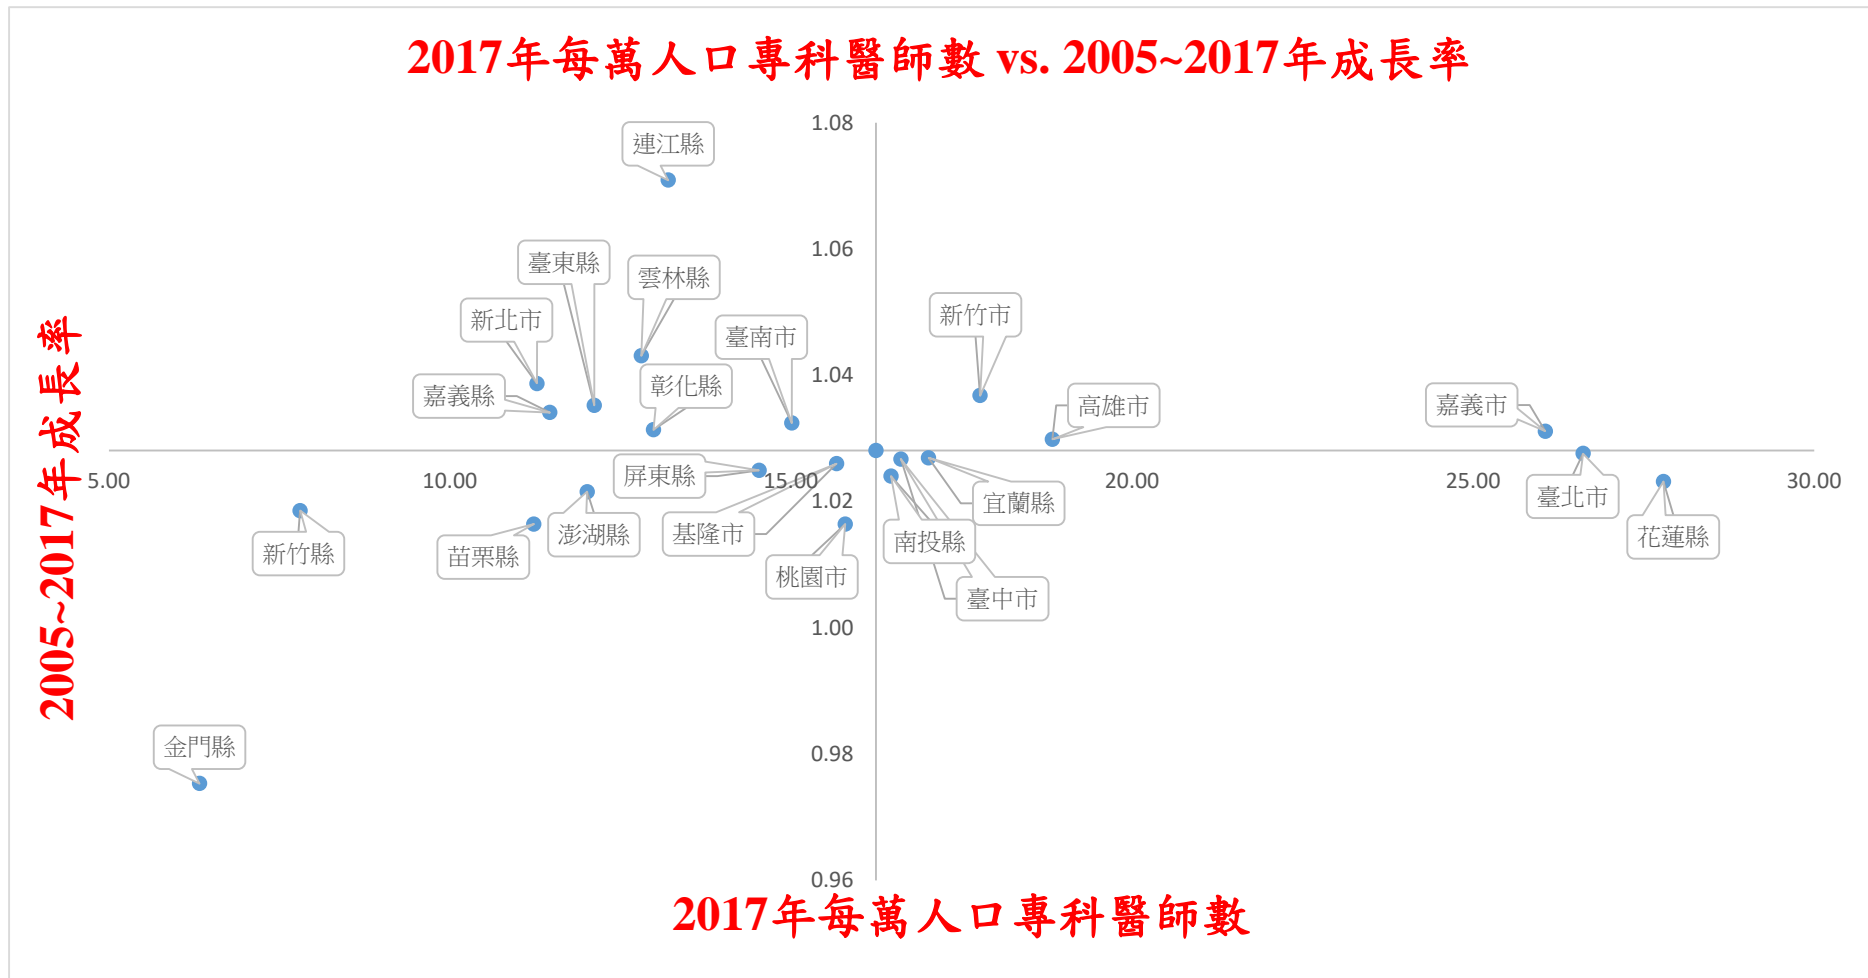 2017年每萬人口專科醫師數 vs. 2005~2017年成長率
1.08
連江縣
1.06
臺東縣
雲林縣
新北市
臺南市
新竹市
1.04
嘉義縣
彰化縣
高雄市
嘉義市
2005~2017年成長率
5.00
10.00
15.00
20.00
25.00
30.00
屏東縣
1.02
宜蘭縣
臺北市
新竹縣
苗栗縣
澎湖縣
基隆市
南投縣
花蓮縣
桃園市
臺中市
1.00
金門縣
0.98
0.96
2017年每萬人口專科醫師數